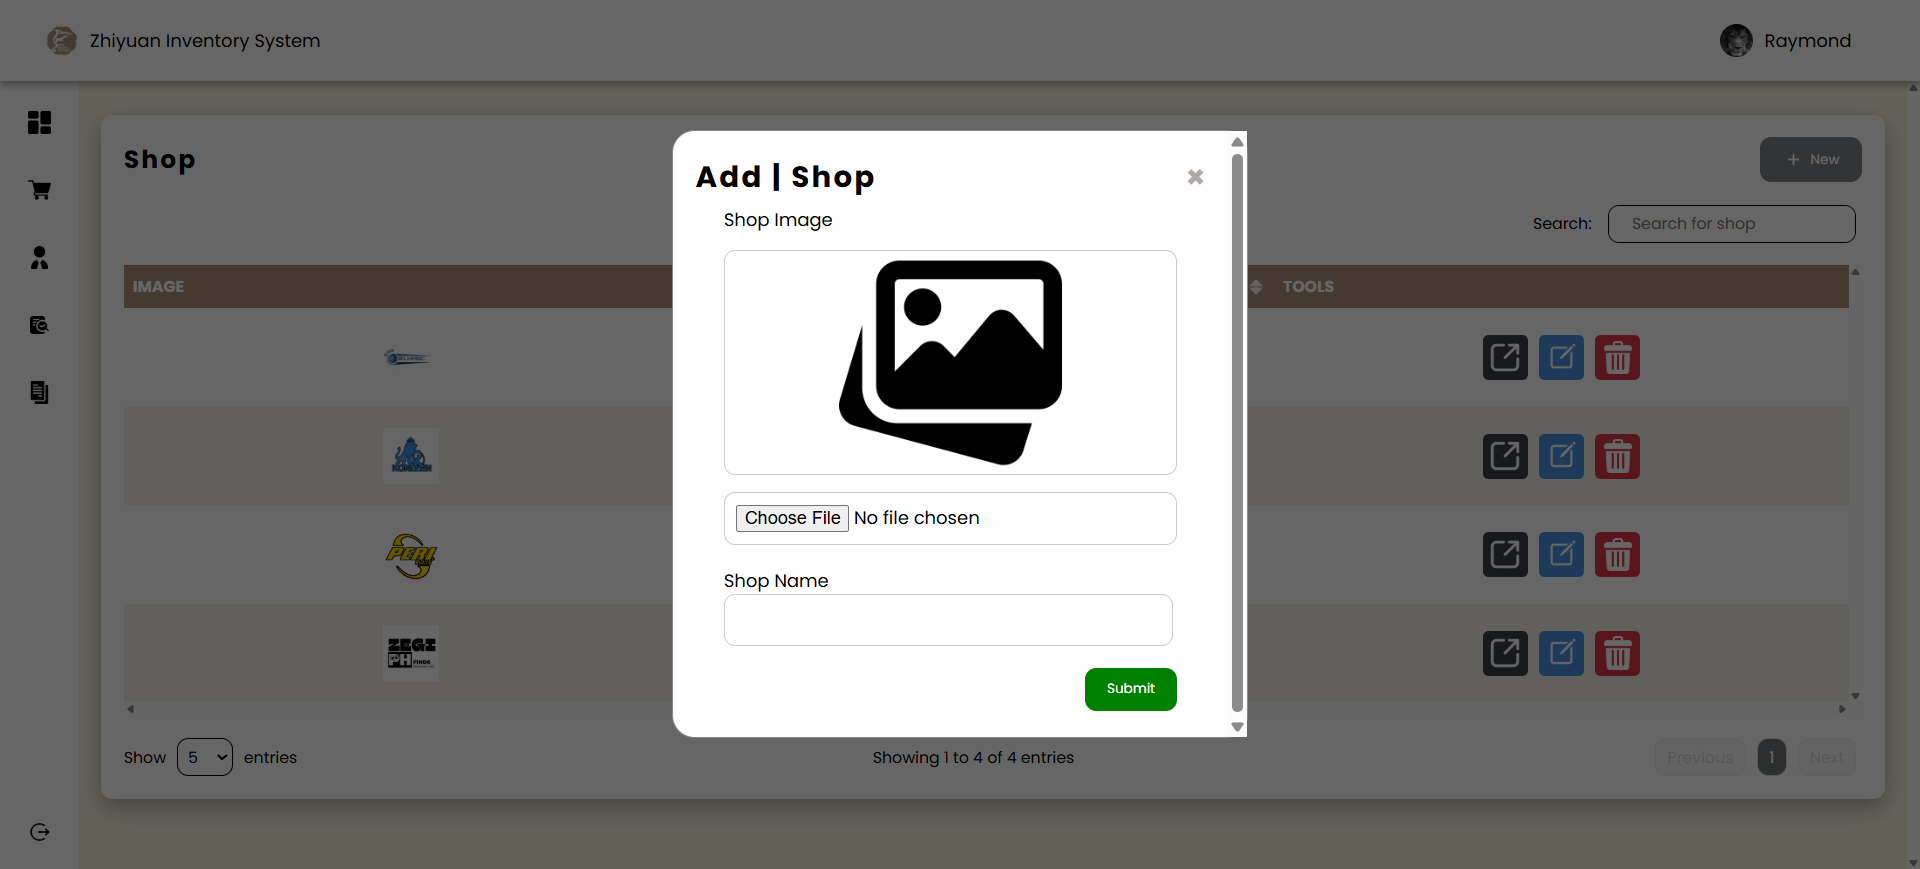 Zhiyuan Inventory System
Raymond
Shop
+ New
Search: Search for shop
IMAGE
TOOLS
Add | Shop
Shop Image
Choose File No file chosen
Shop Name
Submit
PERI
ZEGI
PH FINDS
Show 5 entries
Showing 1 to 4 of 4 entries
Previous 1 Next